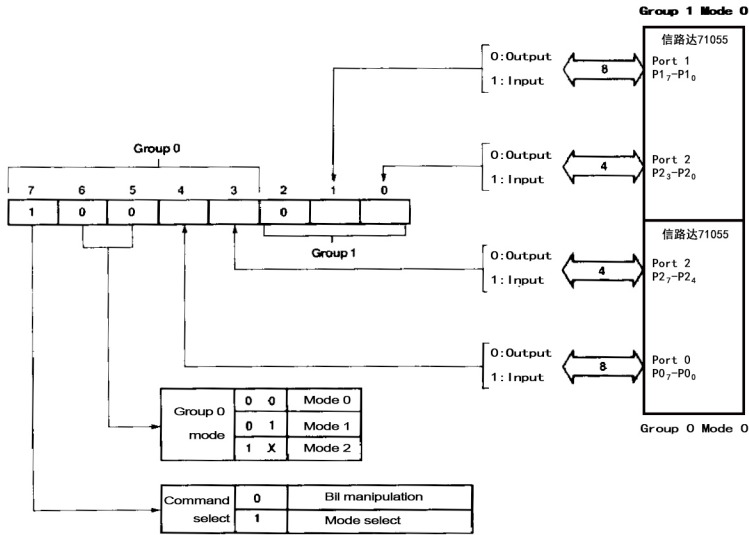 Group 1 Mode 0
信路达71055
0:Output
1:Input
8
Port 1
P1₇-P1₀
Group 0
0:Output
1:Input
4
Port 2
P2₃-P2₀
7 6 5 4 3 2 1 0
1 0 0 0
信路达71055
Group 1
0:Output
1:Input
4
Port 2
P2₇-P2₄
0:Output
1:Input
8
Port 0
P0₇-P0₀
Group 0 mode
0 0 Mode 0
0 1 Mode 1
1 X Mode 2
Group 0 Mode 0
Command select
0 Bil manipulation
1 Mode select